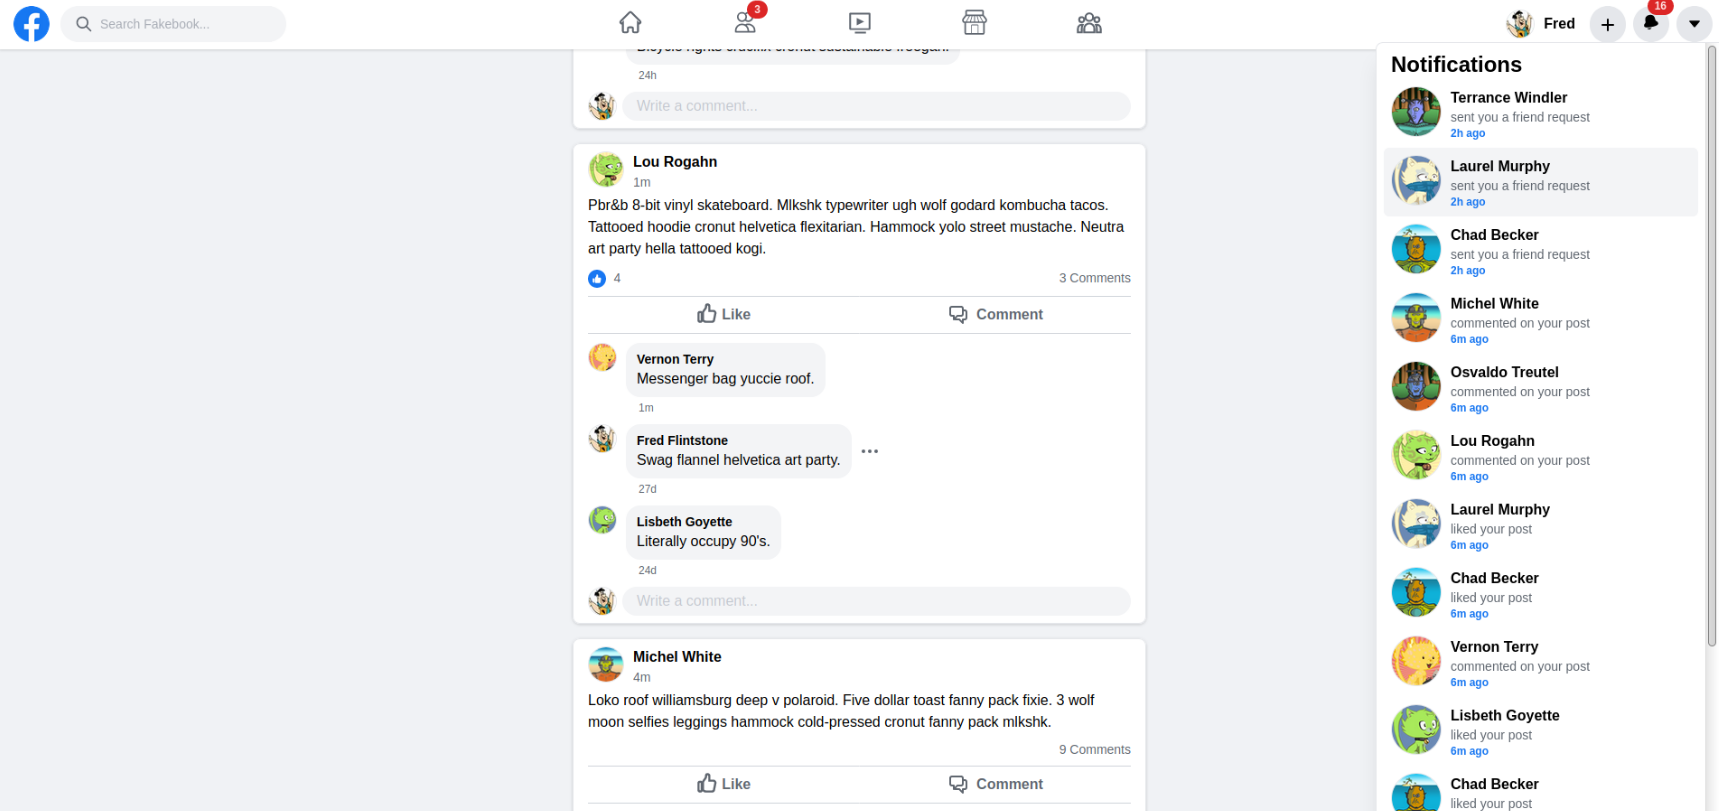 Search Fakebook...
3
Fred
16
Bicycle rights crucifix cronut sustainable freegan.
24h
Write a comment...
Lou Rogahn
1m
Pbr&b 8-bit vinyl skateboard. Mlkshk typewriter ugh wolf godard kombucha tacos.
Tattooed hoodie cronut helvetica flexitarian. Hammock yolo street mustache. Neutra
art party hella tattooed kogi.
4
3 Comments
Like
Comment
Vernon Terry
Messenger bag yuccie roof.
1m
Fred Flintstone
Swag flannel helvetica art party.
27d
Lisbeth Goyette
Literally occupy 90's.
24d
Write a comment...
Michel White
4m
Loko roof williamsburg deep v polaroid. Five dollar toast fanny pack fixie. 3 wolf
moon selfies leggings hammock cold-pressed cronut fanny pack mlkshk.
9 Comments
Like
Comment
Notifications
Terrance Windler
sent you a friend request
2h ago
Laurel Murphy
sent you a friend request
2h ago
Chad Becker
sent you a friend request
2h ago
Michel White
commented on your post
6m ago
Osvaldo Treutel
commented on your post
6m ago
Lou Rogahn
commented on your post
6m ago
Laurel Murphy
liked your post
6m ago
Chad Becker
liked your post
6m ago
Vernon Terry
commented on your post
6m ago
Lisbeth Goyette
liked your post
6m ago
Chad Becker
liked your post